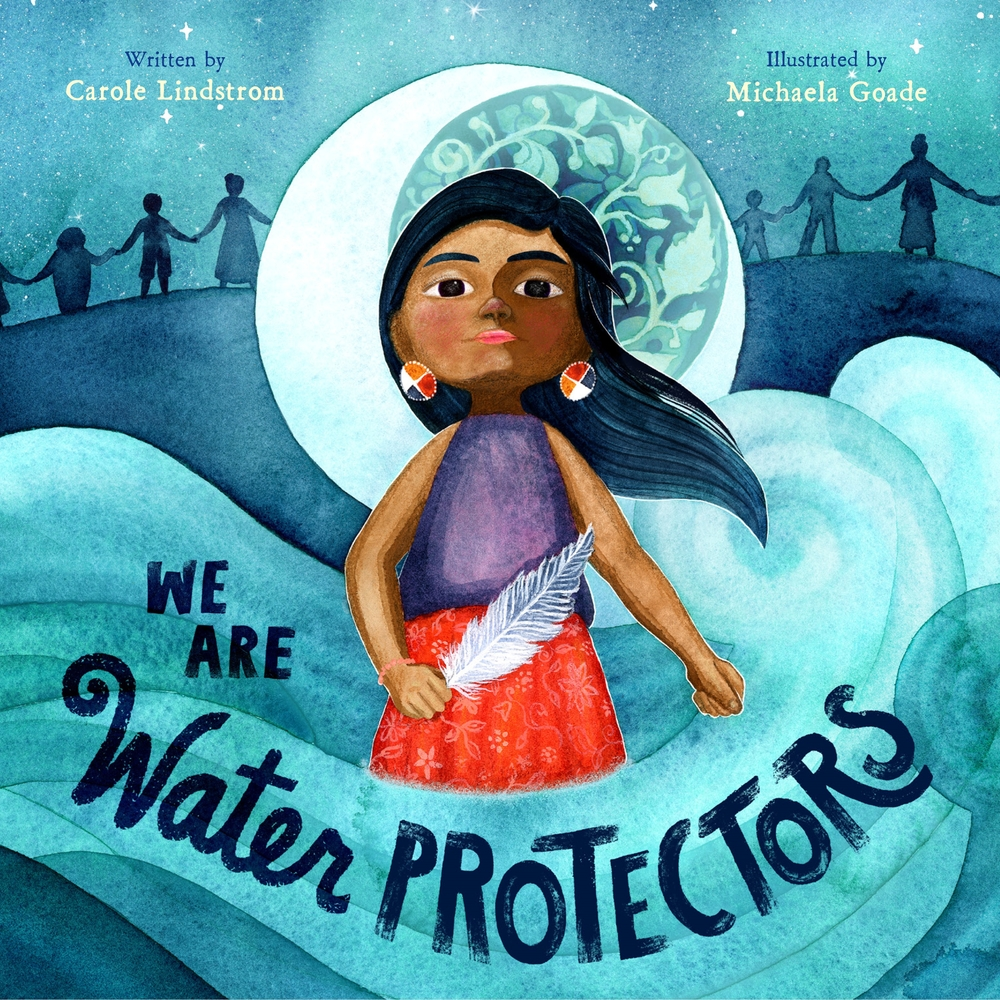 Written by
Carole Lindstrom
Illustrated by
Michaela Goade
WE
ARE
Water PROTECTORS